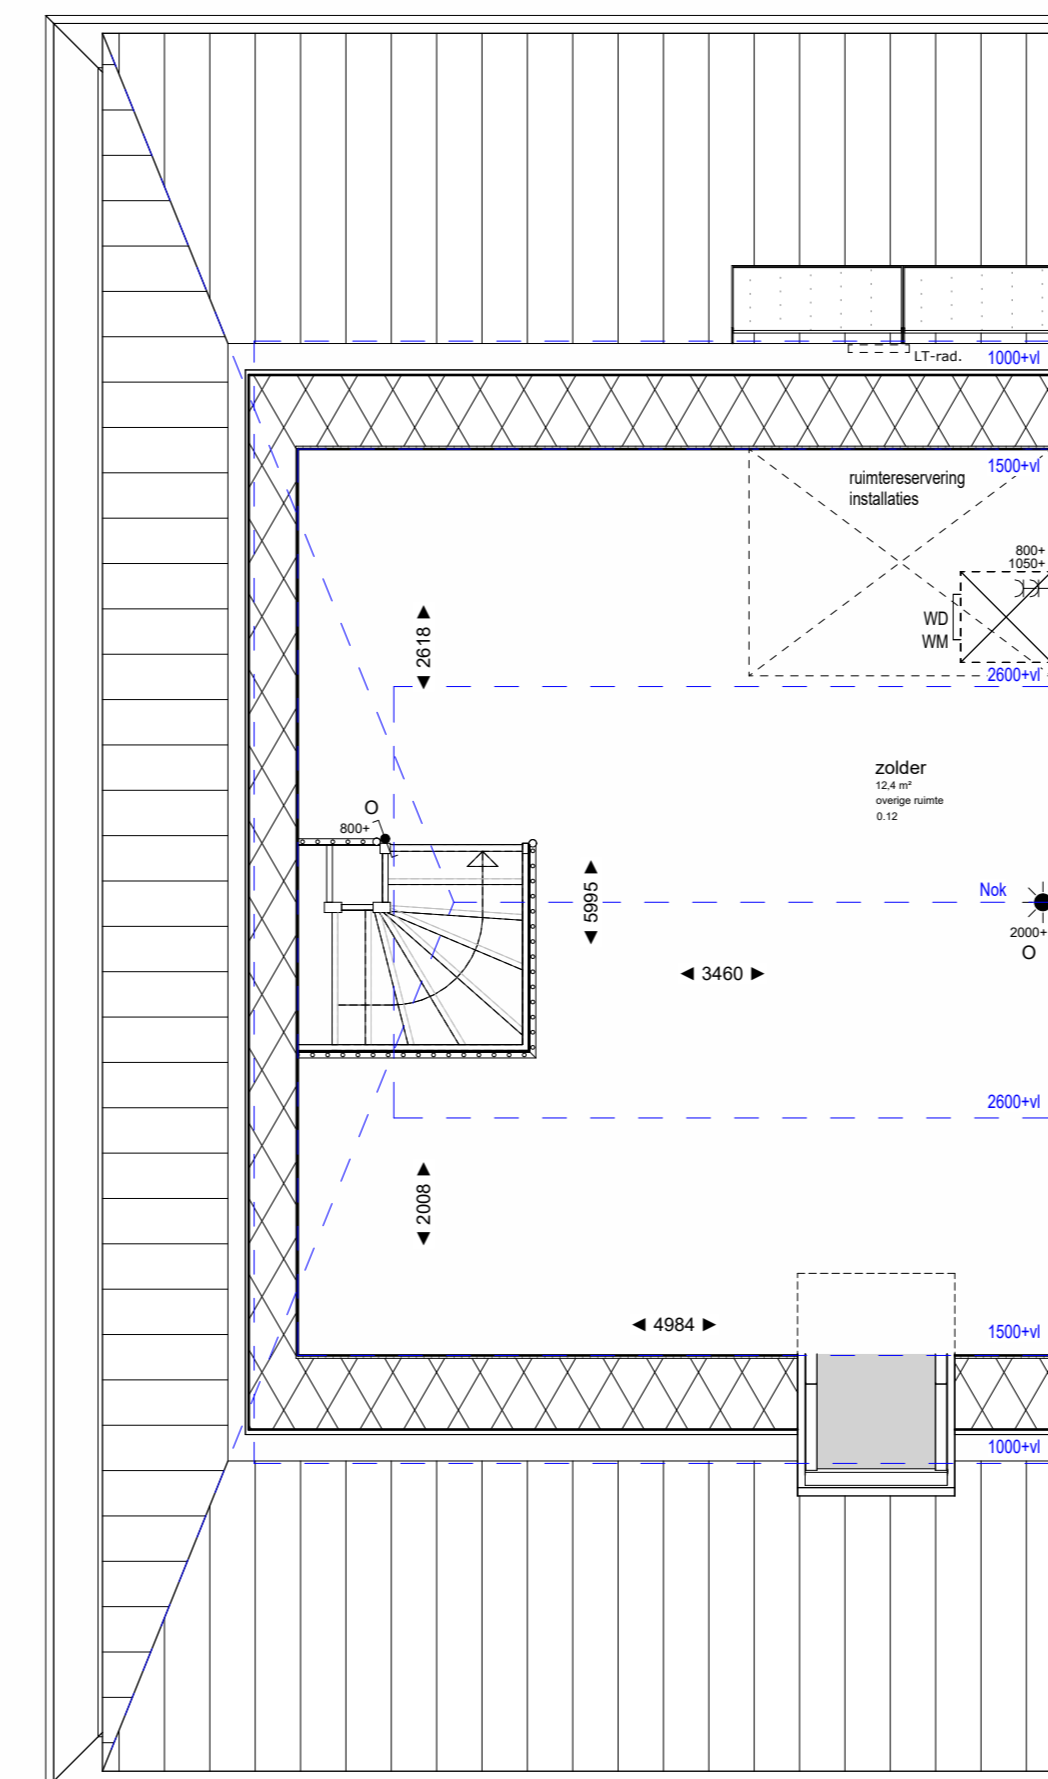 LT-rad.
1000+vl
1500+vl
ruimtereservering
installaties
800+
1050+
WD
WM
2618
2600+vl
zolder
12,4 m²
overige ruimte
0.12
O
800+
5995
Nok
2000+
O
3460
2600+vl
2008
4984
1500+vl
1000+vl